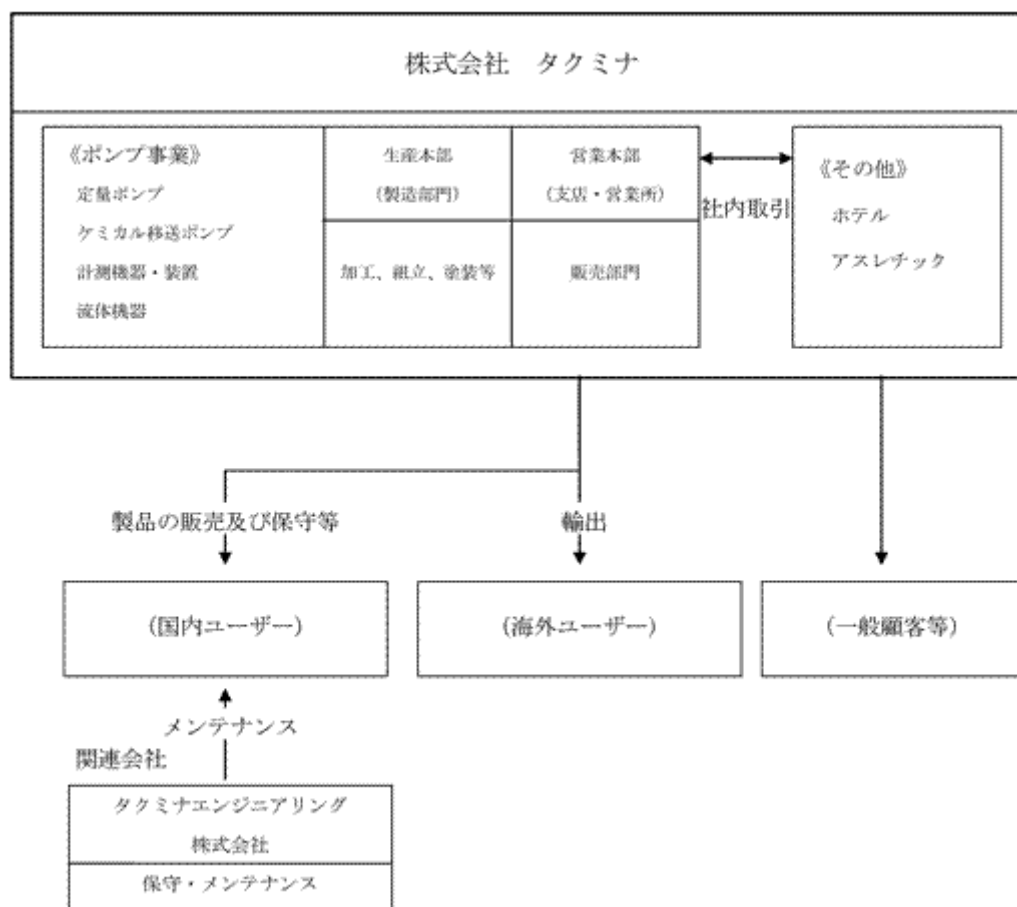 株式会社　タクミナ
《ポンプ事業》
定量ポンプ
ケミカル移送ポンプ
計測機器・装置
流体機器
生産本部
(製造部門)
加工、組立、塗装等
営業本部
(支店・営業所)
販売部門
社内取引
《その他》
ホテル
アスレチック
製品の販売及び保守等
輸出
(国内ユーザー)
(海外ユーザー)
(一般顧客等)
メンテナンス
関連会社
タクミナエンジニアリング
株式会社
保守・メンテナンス